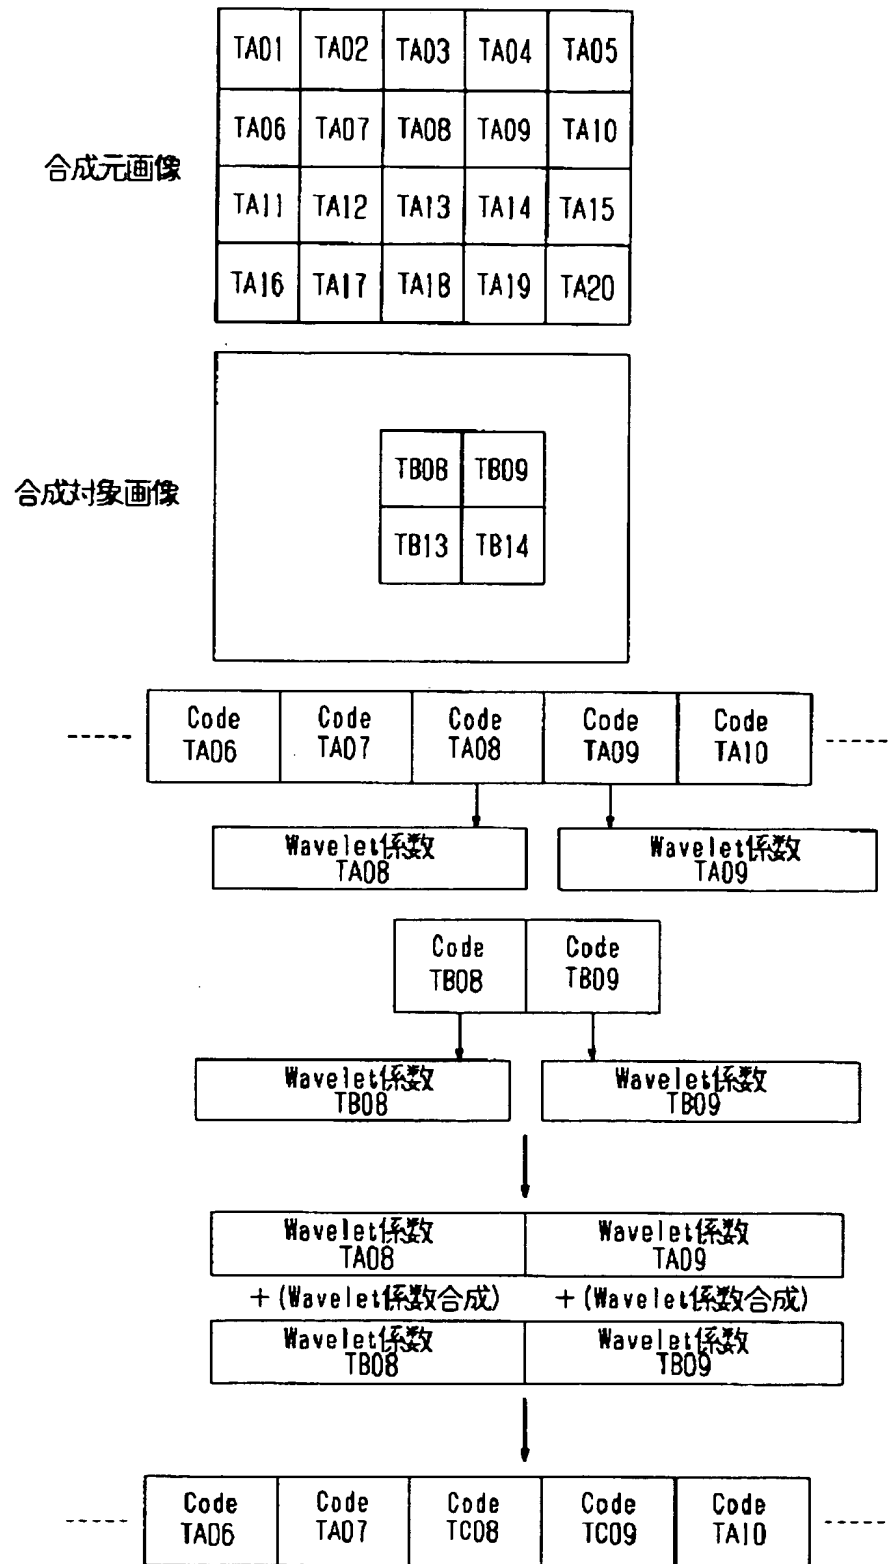 TA01 TA02 TA03 TA04 TA05
TA06 TA07 TA08 TA09 TA10
合成元画像
TA11 TA12 TA13 TA14 TA15
TA16 TA17 TA18 TA19 TA20
TB08 TB09
合成対象画像
TB13 TB14
Code Code Code Code Code
TA06 TA07 TA08 TA09 TA10
Wavelet係数 Wavelet係数
TA08 TA09
Code Code
TB08 TB09
Wavelet係数 Wavelet係数
TB08 TB09
Wavelet係数 Wavelet係数
TA08 TA09
+(Wavelet係数合成) +(Wavelet係数合成)
Wavelet係数 Wavelet係数
TB08 TB09
Code Code Code Code Code
TA06 TA07 TC08 TC09 TA10